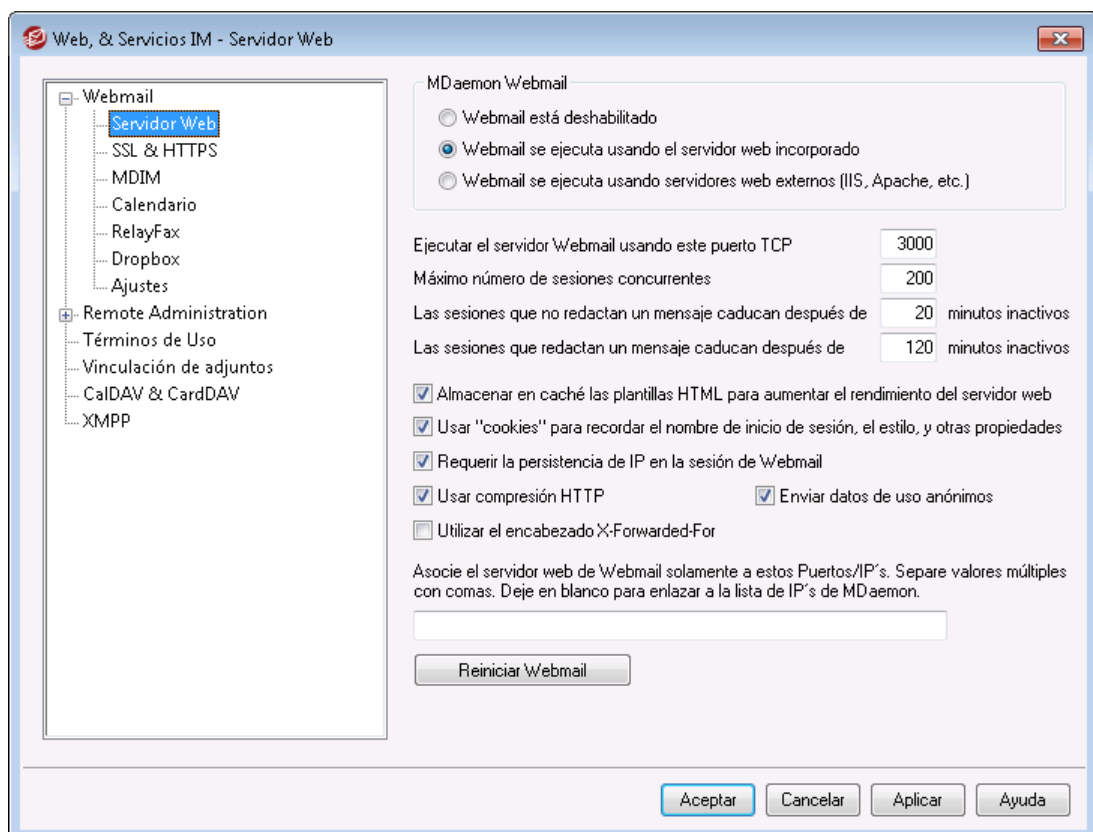 Web, & Servicios IM - Servidor Web
Webmail
Servidor Web
SSL & HTTPS
MDIM
Calendario
RelayFax
Dropbox
Ajustes
Remote Administration
Términos de Uso
Vinculación de adjuntos
CalDAV & CardDAV
XMPP
MDaemon Webmail
Webmail está deshabilitado
Webmail se ejecuta usando el servidor web incorporado
Webmail se ejecuta usando servidores web externos (IIS, Apache, etc.)
Ejecutar el servidor Webmail usando este puerto TCP 3000
Máximo número de sesiones concurrentes 200
Las sesiones que no redactan un mensaje caducan después de 20 minutos inactivos
Las sesiones que redactan un mensaje caducan después de 120 minutos inactivos
Almacenar en caché las plantillas HTML para aumentar el rendimiento del servidor web
Usar "cookies" para recordar el nombre de inicio de sesión, el estilo, y otras propiedades
Requerir la persistencia de IP en la sesión de Webmail
Usar compresión HTTP Enviar datos de uso anónimos
Utilizar el encabezado X-Forwarded-For
Asocie el servidor web de Webmail solamente a estos Puertos/IP´s. Separe valores múltiples
con comas. Deje en blanco para enlazar a la lista de IP´s de MDaemon.
Reiniciar Webmail
Aceptar Cancelar Aplicar Ayuda